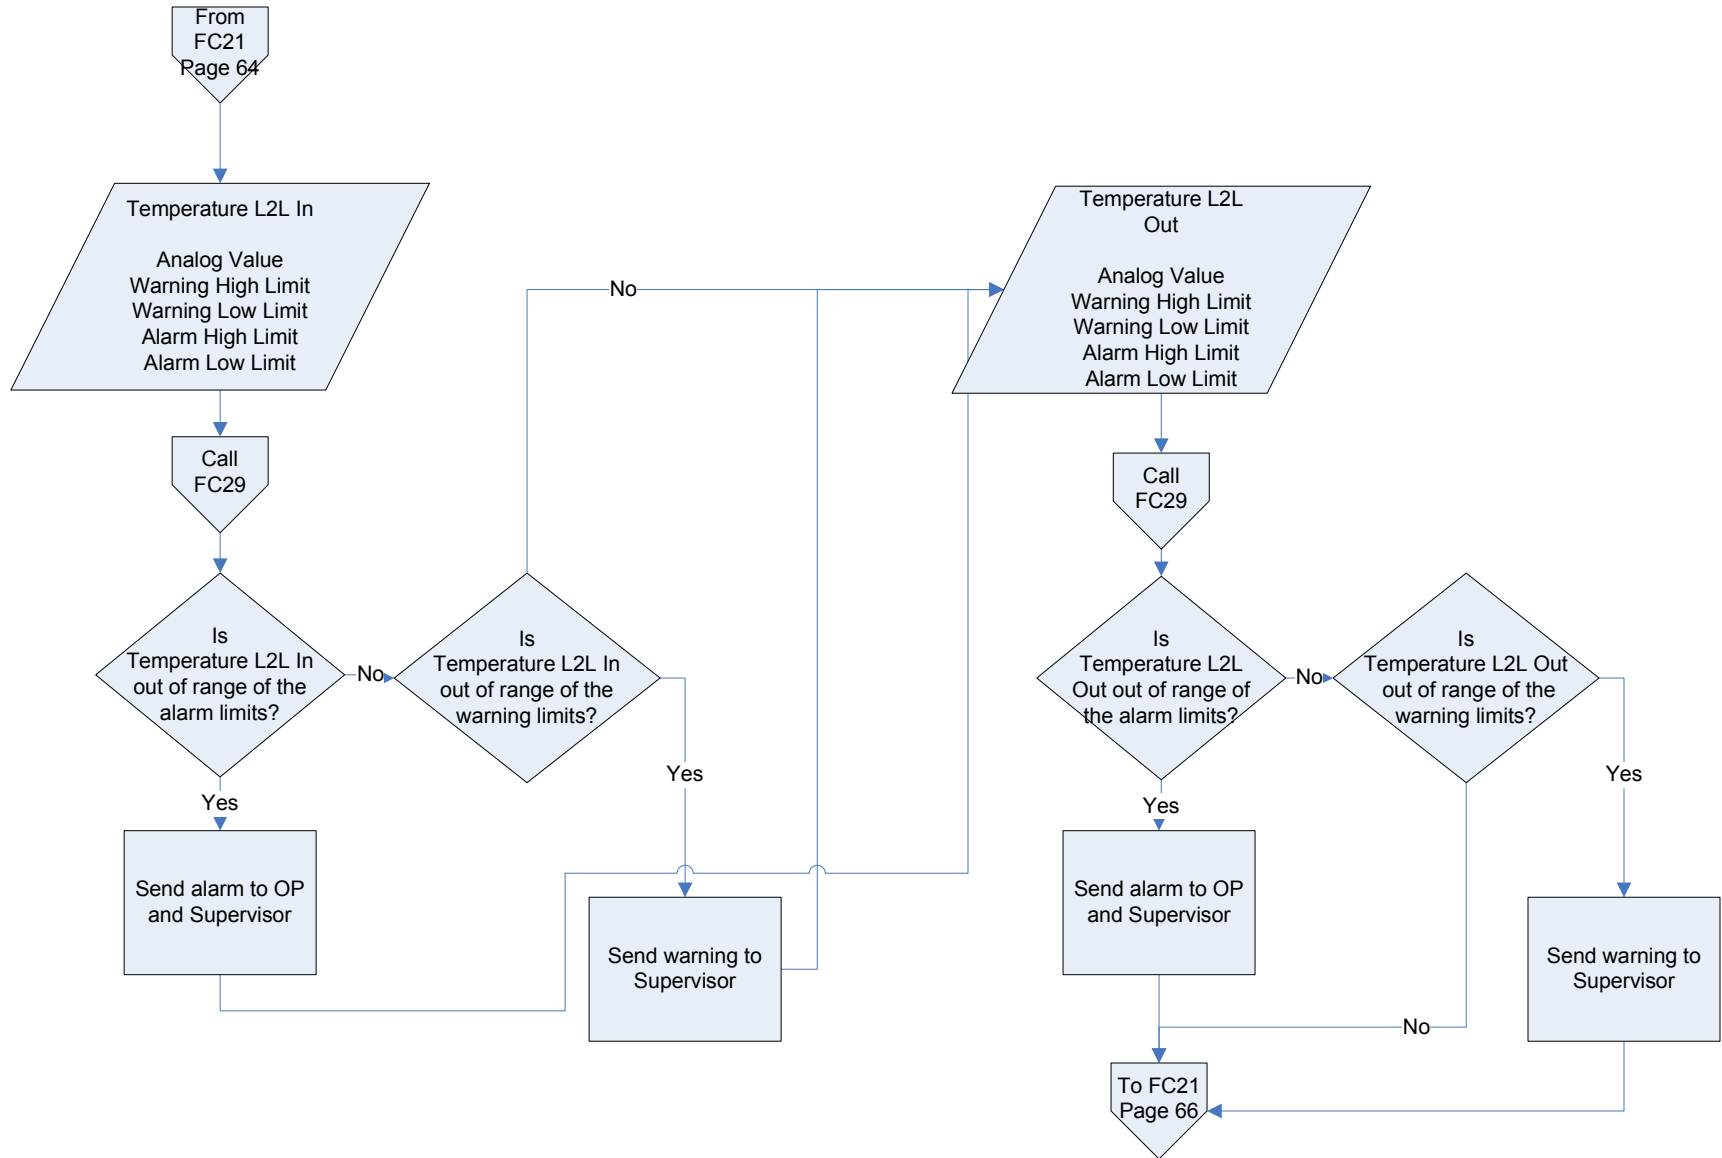 From
FC21
Page 64
Temperature L2L In
Analog Value
Warning High Limit
Warning Low Limit
Alarm High Limit
Alarm Low Limit
Call
FC29
Is
Temperature L2L In
out of range of the
alarm limits?
No
Is
Temperature L2L In
out of range of the
warning limits?
No
Yes
Yes
Send alarm to OP
and Supervisor
Send warning to
Supervisor
Temperature L2L
Out
Analog Value
Warning High Limit
Warning Low Limit
Alarm High Limit
Alarm Low Limit
Call
FC29
Is
Temperature L2L
Out out of range of
the alarm limits?
No
Is
Temperature L2L Out
out of range of the
warning limits?
Yes
Yes
Send alarm to OP
and Supervisor
Send warning to
Supervisor
No
To FC21
Page 66